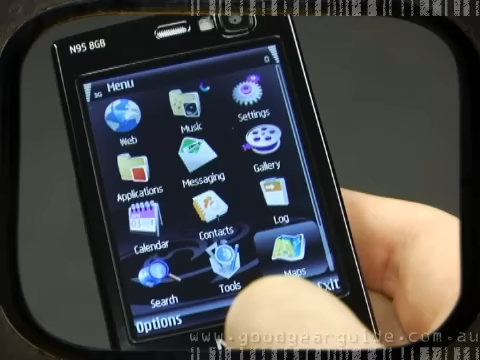 N95 8GB
3G Menu
Web
Music
Settings
Applications
Messaging
Gallery
Calendar
Contacts
Log
Search
Tools
Maps
Options
Exit
www.goodgearguide.com.au